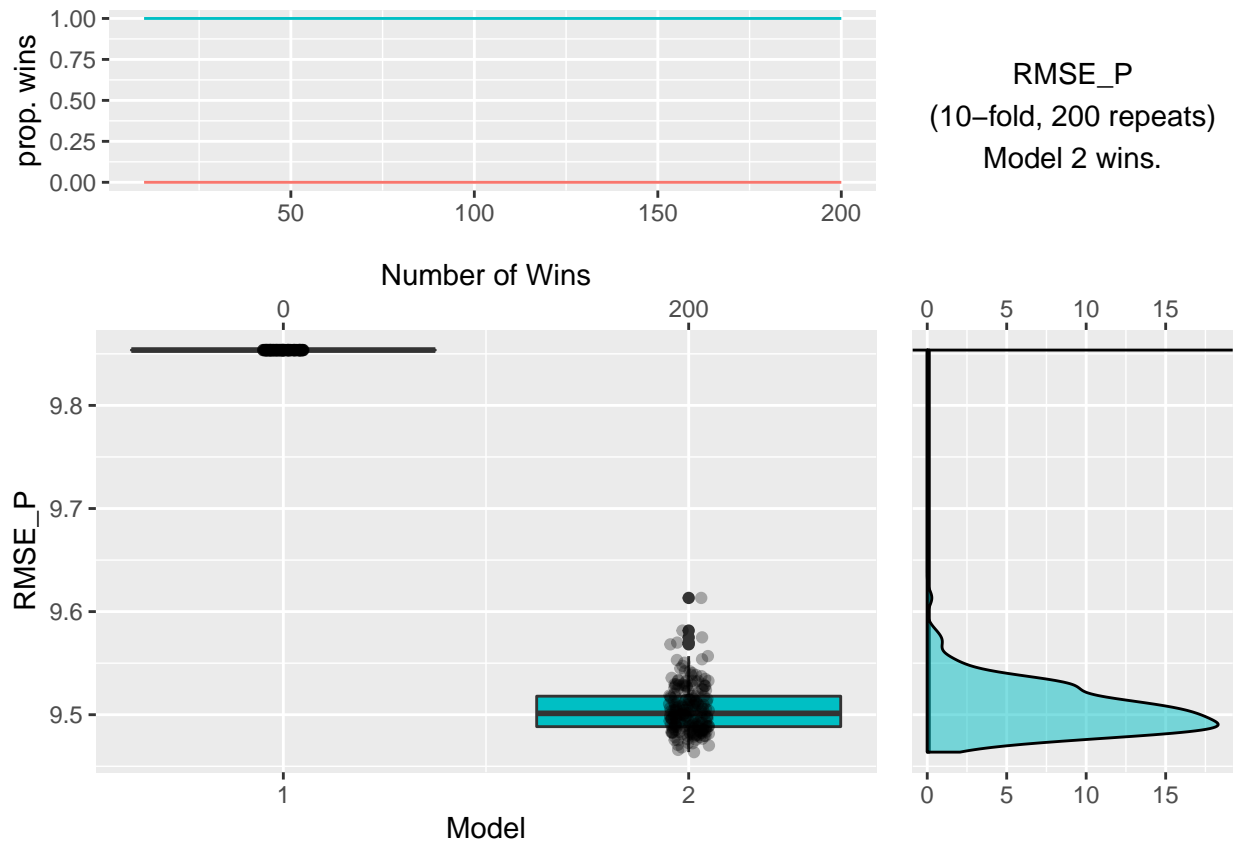 1.00
0.75
0.50
0.25
0.00
prop. wins
50 100 150 200
RMSE_P
(10−fold, 200 repeats)
Model 2 wins.
Number of Wins
0 200
9.8
9.7
9.6
9.5
RMSE_P
1 2
Model
0 5 10 15
0 5 10 15